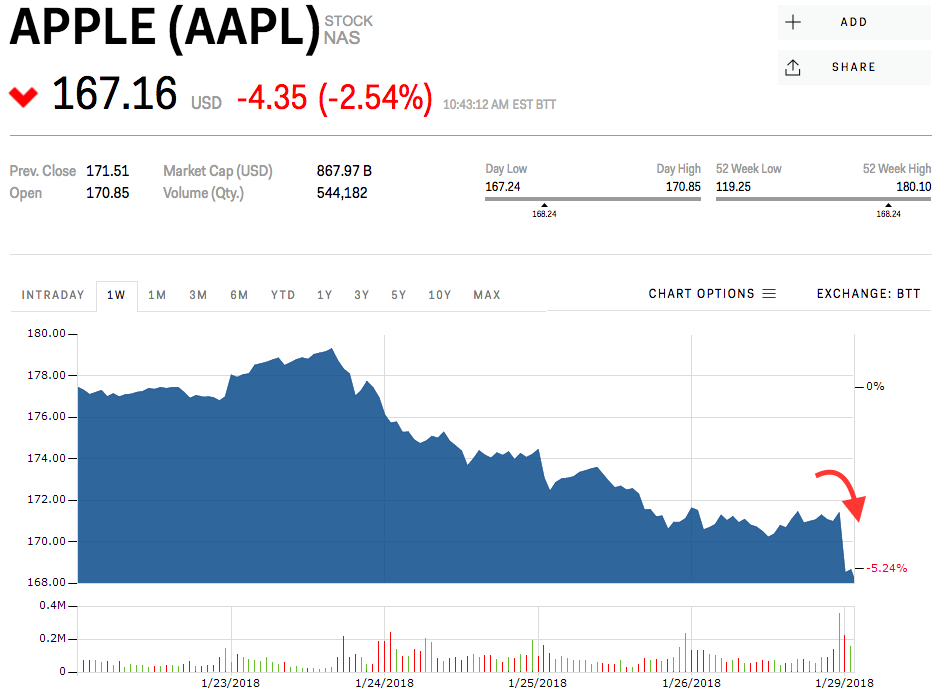 APPLE (AAPL) STOCK NAS
+ ADD
SHARE
167.16 USD -4.35 (-2.54%) 10:43:12 AM EST BTT
Prev. Close 171.51 Market Cap (USD) 867.97 B
Open 170.85 Volume (Qty.) 544,182
Day Low Day High 52 Week Low 52 Week High
167.24 170.85 119.25 180.10
168.24 168.24
INTRADAY 1W 1M 3M 6M YTD 1Y 3Y 5Y 10Y MAX
CHART OPTIONS EXCHANGE: BTT
180.00
178.00
176.00
174.00
172.00
170.00
168.00
0%
-5.24%
0.4M
0.2M
0
1/23/2018 1/24/2018 1/25/2018 1/26/2018 1/29/2018